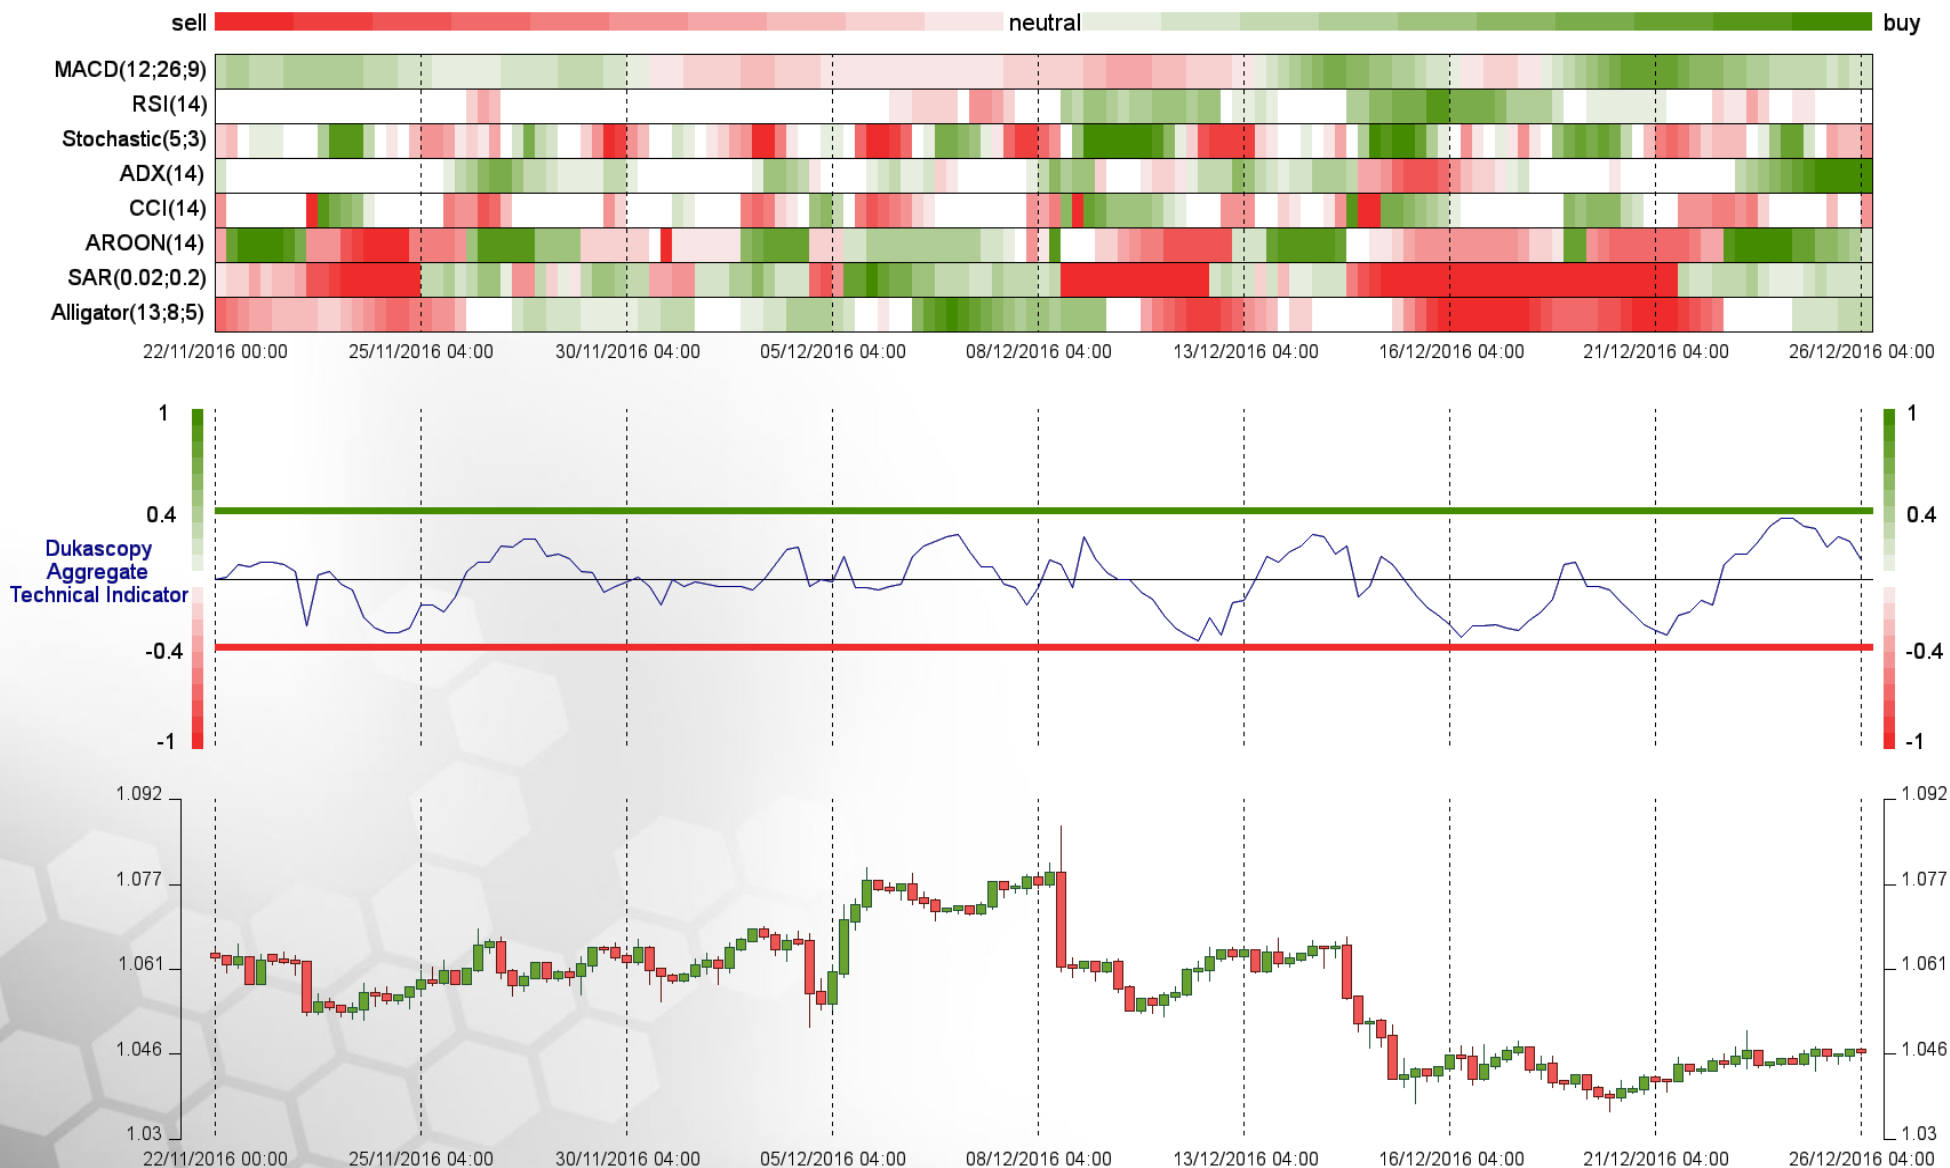 sell neutral buy
MACD(12;26;9)
RSI(14)
Stochastic(5;3)
ADX(14)
CCI(14)
AROON(14)
SAR(0.02;0.2)
Alligator(13;8;5)
22/11/2016 00:00 25/11/2016 04:00 30/11/2016 04:00 05/12/2016 04:00 08/12/2016 04:00 13/12/2016 04:00 16/12/2016 04:00 21/12/2016 04:00 26/12/2016 04:00
1 1
0.4 0.4
Dukascopy
Aggregate
Technical Indicator
-0.4 -0.4
-1 -1
1.092 1.092
1.077 1.077
1.061 1.061
1.046 1.046
1.03 1.03
22/11/2016 00:00 25/11/2016 04:00 30/11/2016 04:00 05/12/2016 04:00 08/12/2016 04:00 13/12/2016 04:00 16/12/2016 04:00 21/12/2016 04:00 26/12/2016 04:00